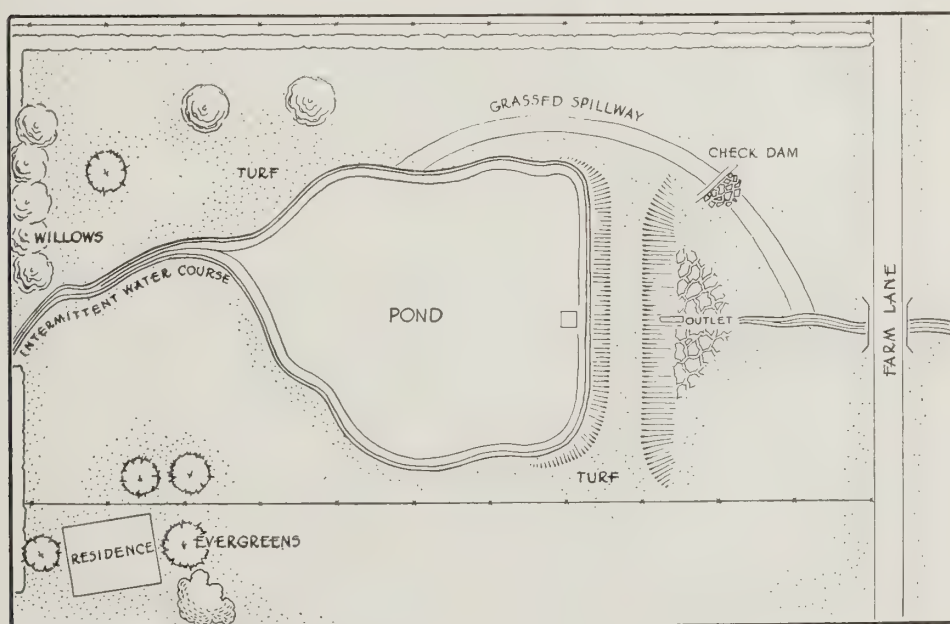 GRASSED SPILLWAY
CHECK DAM
TURF
WILLOWS
INTERMITTENT WATER COURSE
POND
OUTLET
FARM LANE
TURF
RESIDENCE
EVERGREENS